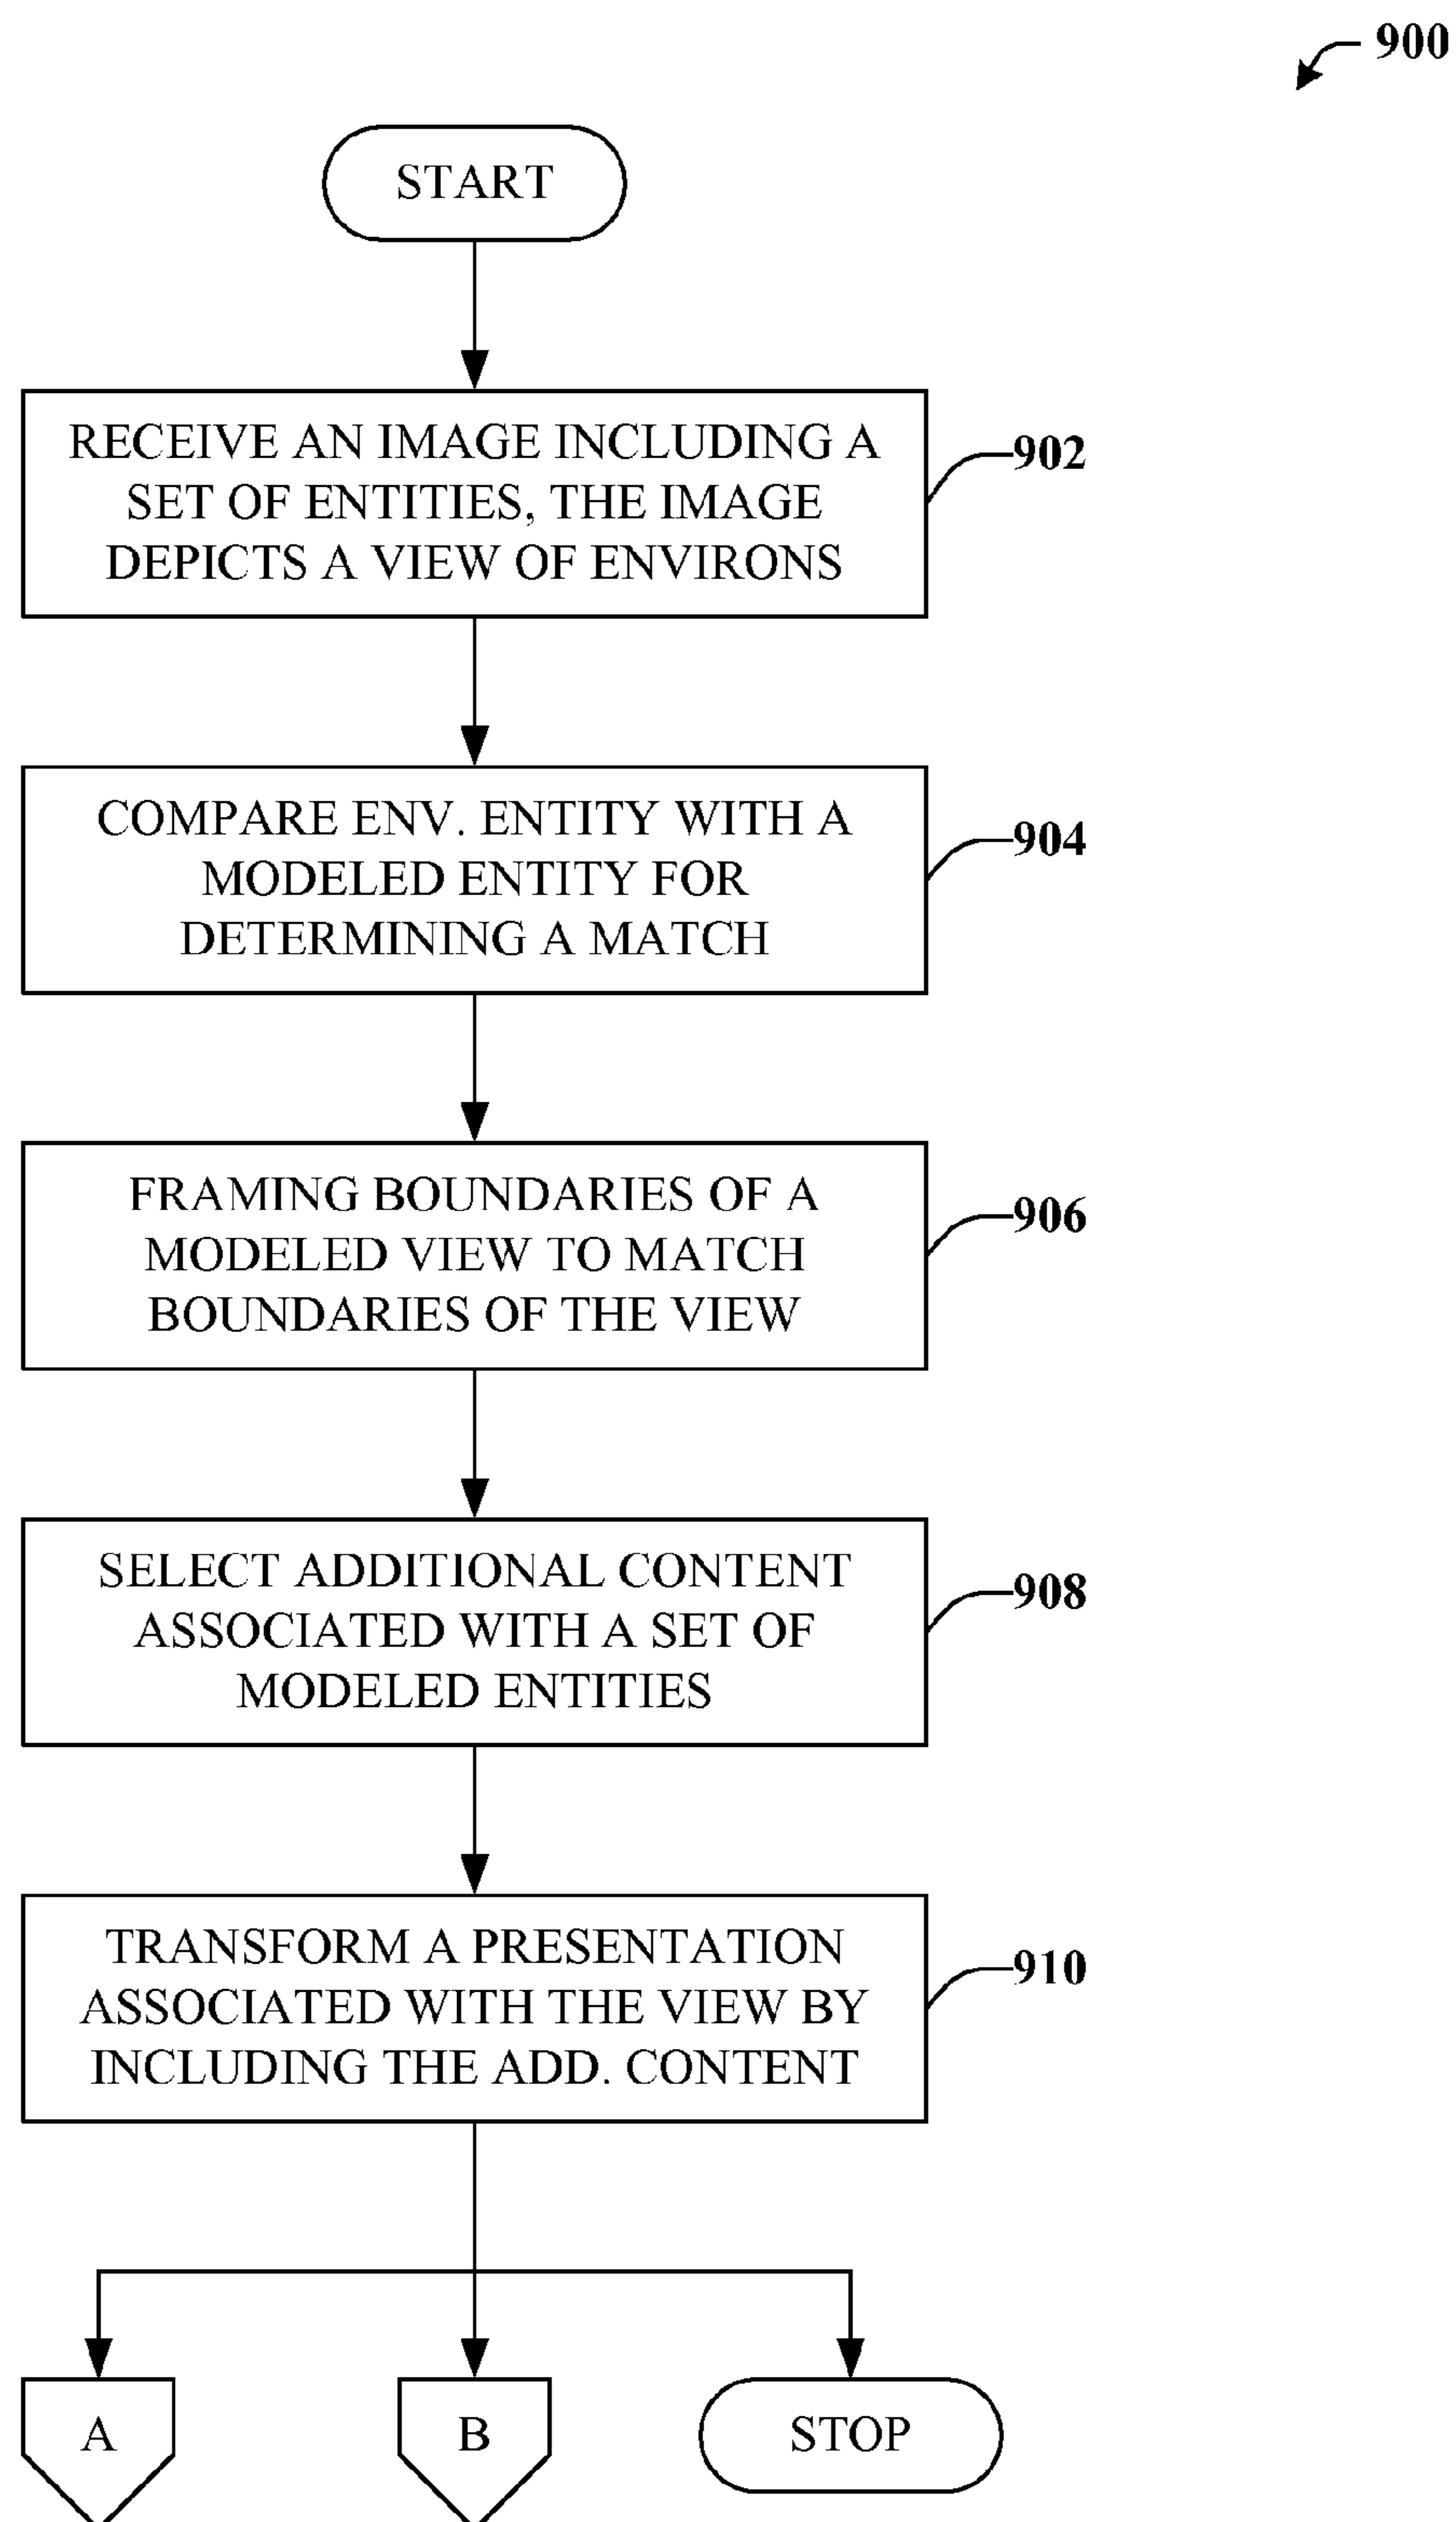 900
START
RECEIVE AN IMAGE INCLUDING A
SET OF ENTITIES, THE IMAGE
DEPICTS A VIEW OF ENVIRONS
902
COMPARE ENV. ENTITY WITH A
MODELED ENTITY FOR
DETERMINING A MATCH
904
FRAMING BOUNDARIES OF A
MODELED VIEW TO MATCH
BOUNDARIES OF THE VIEW
906
SELECT ADDITIONAL CONTENT
ASSOCIATED WITH A SET OF
MODELED ENTITIES
908
TRANSFORM A PRESENTATION
ASSOCIATED WITH THE VIEW BY
INCLUDING THE ADD. CONTENT
910
A
B
STOP